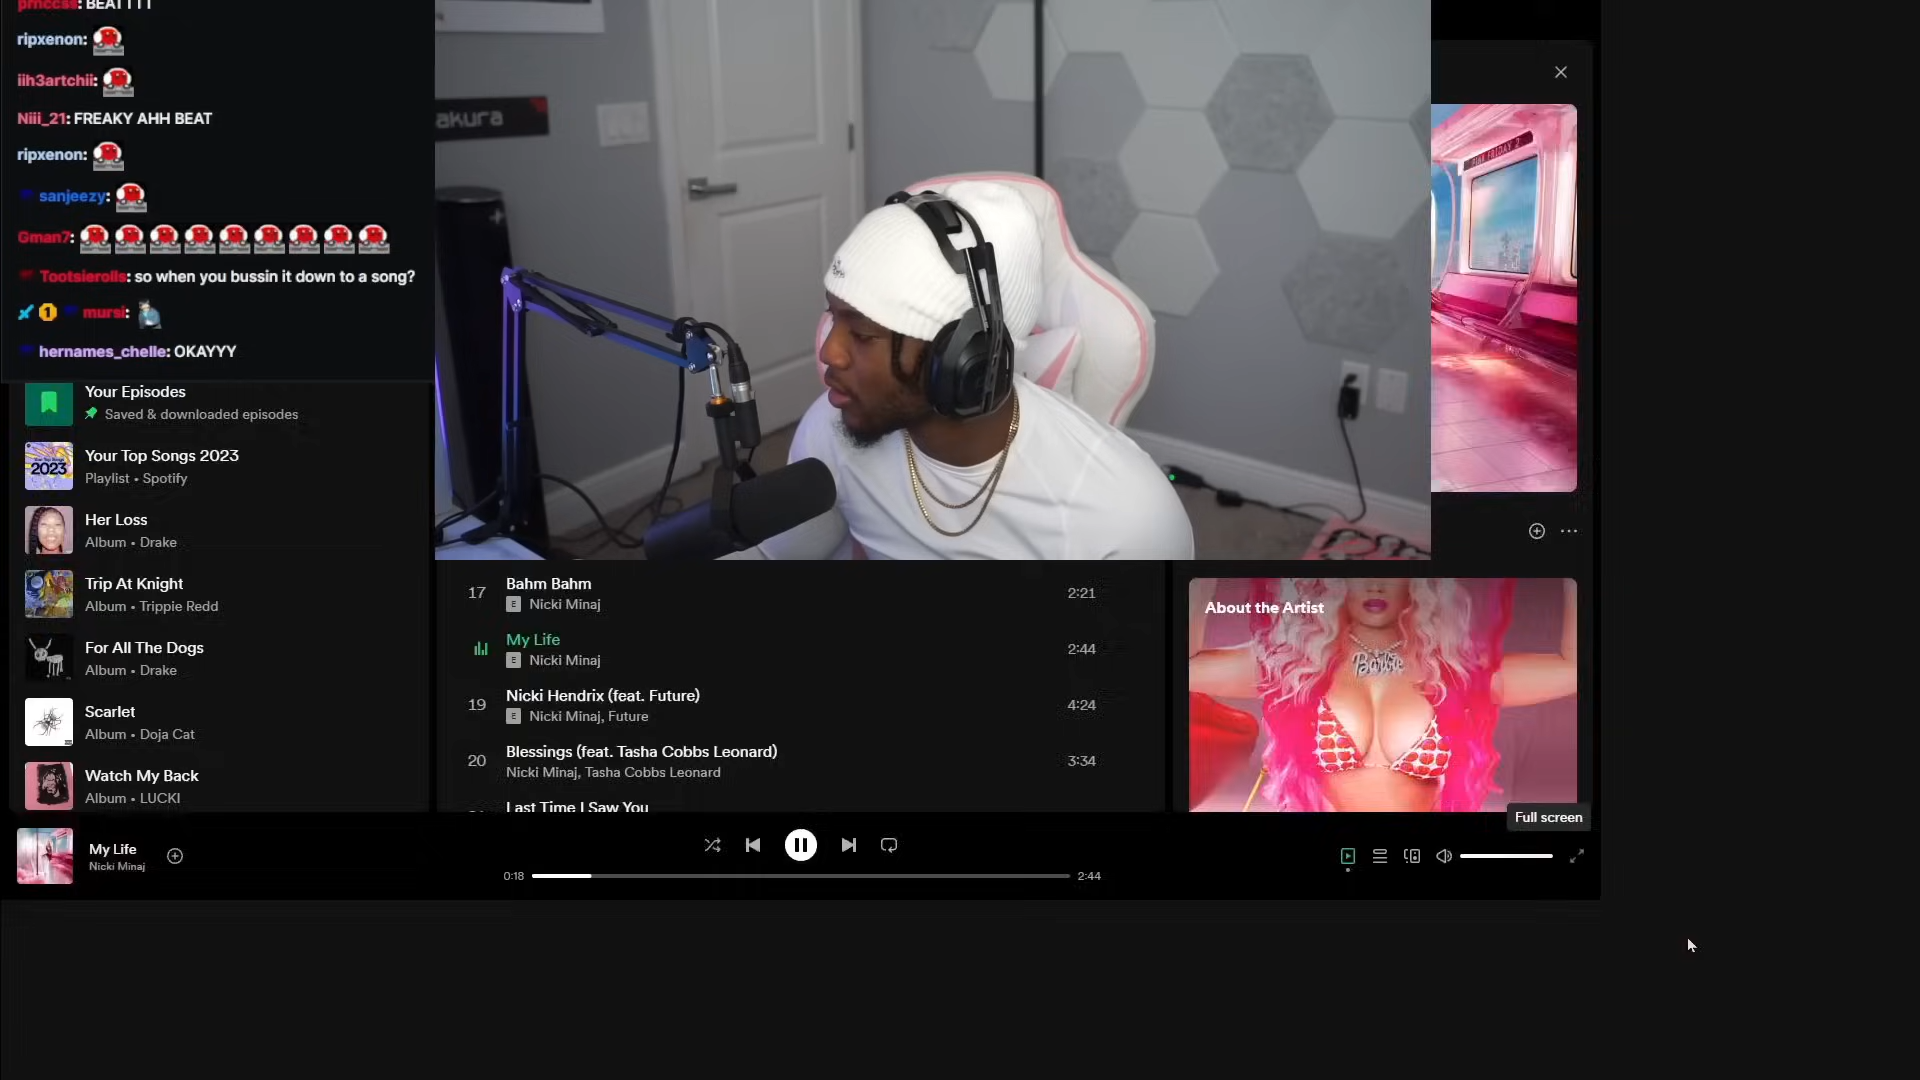 prnccss: BEATTTT
ripxenon:
iih3artchii:
Niii_21: FREAKY AHH BEAT
ripxenon:
sanjeezy:
Gman7:
Tootsierolls: so when you bussin it down to a song?
1 mursi:
hernames_chelle: OKAYYY
akura
PINK FRIDAY 2
Your Episodes
Saved & downloaded episodes
Your Top Songs 2023
Playlist • Spotify
2023
Her Loss
Album • Drake
Trip At Knight
Album • Trippie Redd
For All The Dogs
Album • Drake
Scarlet
Album • Doja Cat
Watch My Back
Album • LUCKI
17 Bahm Bahm 2:21
E Nicki Minaj
My Life 2:44
E Nicki Minaj
19 Nicki Hendrix (feat. Future) 4:24
E Nicki Minaj, Future
20 Blessings (feat. Tasha Cobbs Leonard) 3:34
Nicki Minaj, Tasha Cobbs Leonard
Last Time I Saw You
About the Artist
Barbie
Full screen
My Life
Nicki Minaj
0:18 2:44